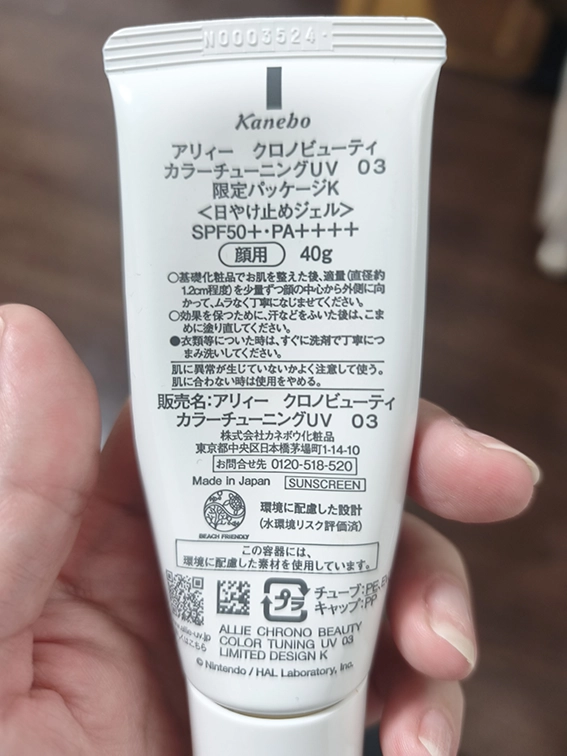 N0003524
Kanebo
アリィー クロノビューティ
カラーチューニングUV 03
限定パッケージK
<日やけ止めジェル>
SPF50+・PA++++
顔用 40g
○基礎化粧品でお肌を整えた後、適量(直径約
1.2cm程度)を少量ずつ顔の中心から外側に向
かって、ムラなく丁寧になじませてください。
○効果を保つために、汗などをふいた後は、こま
めに塗り直してください。
●衣類等についた時は、すぐに洗剤で丁寧につ
まみ洗いしてください。
肌に異常が生じていないかよく注意して使う。
肌に合わない時は使用をやめる。
販売名:アリィー クロノビューティ
カラーチューニングUV 03
株式会社カネボウ化粧品
東京都中央区日本橋茅場町1-14-10
お問合せ先 0120-518-520
Made in Japan SUNSCREEN
環境に配慮した設計
(水環境リスク評価済)
BEACH FRIENDLY
この容器には、
環境に配慮した素材を使用しています。
プラ
チューブ:PE,
キャップ:PP
allie-uv.jp
こちら
ALLIE CHRONO BEAUTY
COLOR TUNING UV 03
LIMITED DESIGN K
© Nintendo / HAL Laboratory, Inc.